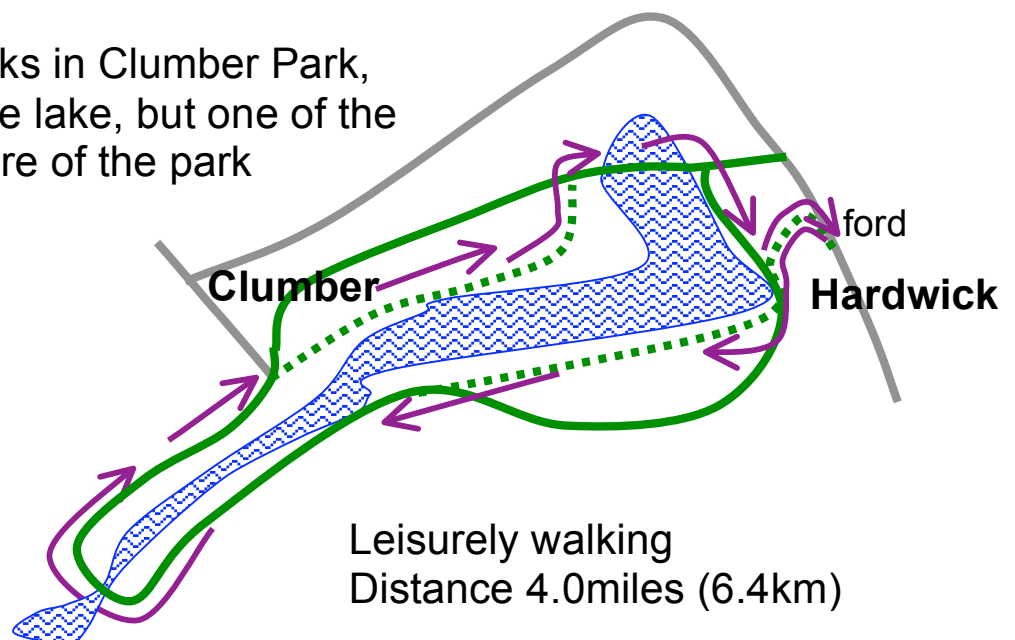 ks in Clumber Park,
e lake, but one of the
re of the park
ford
Clumber
Hardwick
Leisurely walking
Distance 4.0miles (6.4km)